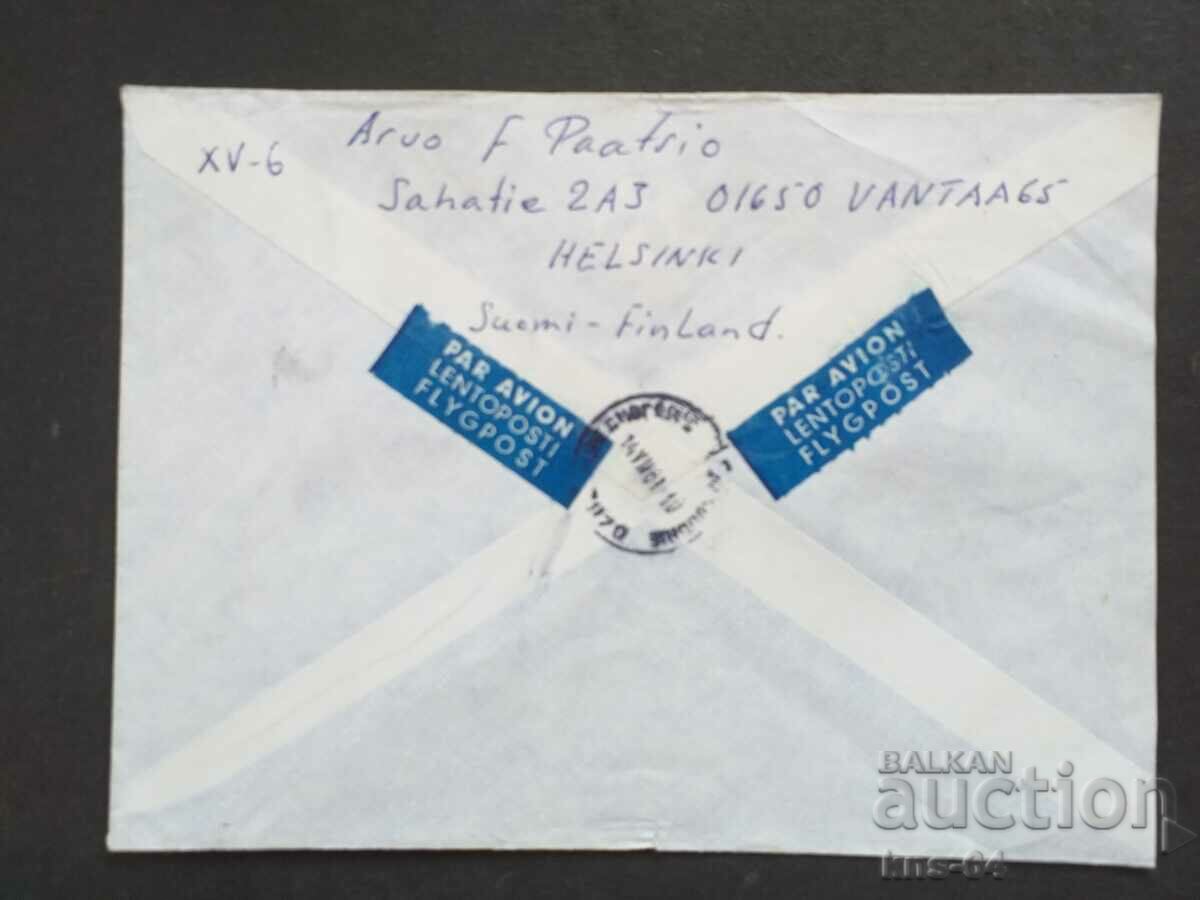 Arvo F Paatsio
XV-6
Sahatie 2A3 01650 VANTAA65
HELSINKI
Suomi-Finland.
PAR AVION
LENTOPOSTI
FLYGPOST
PAR AVION
LENTOPOSTI
FLYGPOST
BALKAN
auction
kns-64